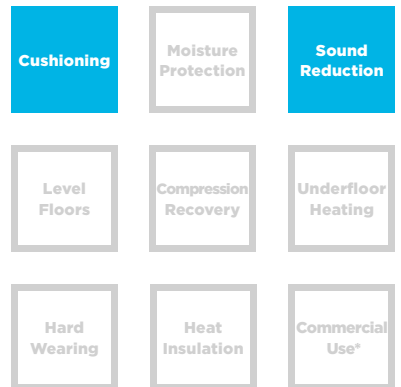 Cushioning
Moisture
Protection
Sound
Reduction
Level
Floors
Compression
Recovery
Underfloor
Heating
Hard
Wearing
Heat
Insulation
Commercial
Use*